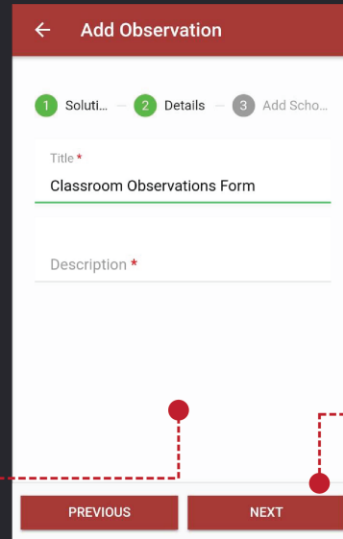 Add Observation
1 Soluti... 2 Details 3 Add Scho...
Title *
Classroom Observations Form
Description *
PREVIOUS NEXT